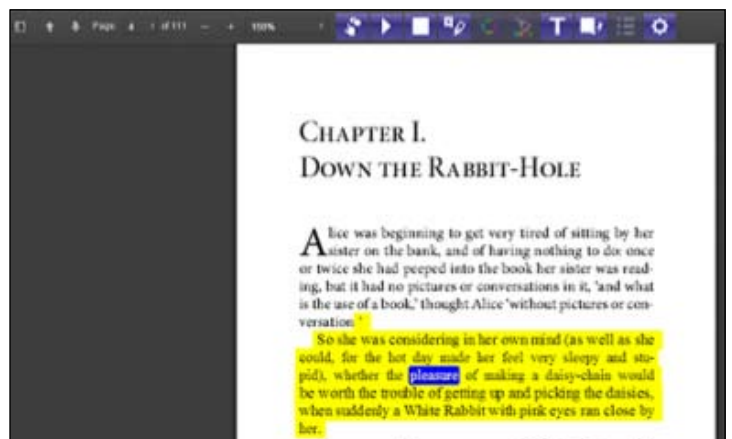 Page 4 of 111 − + 150%
T
CHAPTER I.
DOWN THE RABBIT-HOLE
Alice was beginning to get very tired of sitting by her
sister on the bank, and of having nothing to do: once
or twice she had peeped into the book her sister was read-
ing, but it had no pictures or conversations in it, 'and what
is the use of a book,' thought Alice 'without pictures or con-
versation '
So she was considering in her own mind (as well as she
could, for the hot day made her feel very sleepy and stu-
pid), whether the pleasure of making a daisy-chain would
be worth the trouble of getting up and picking the daisies,
when suddenly a White Rabbit with pink eyes ran close by
her.